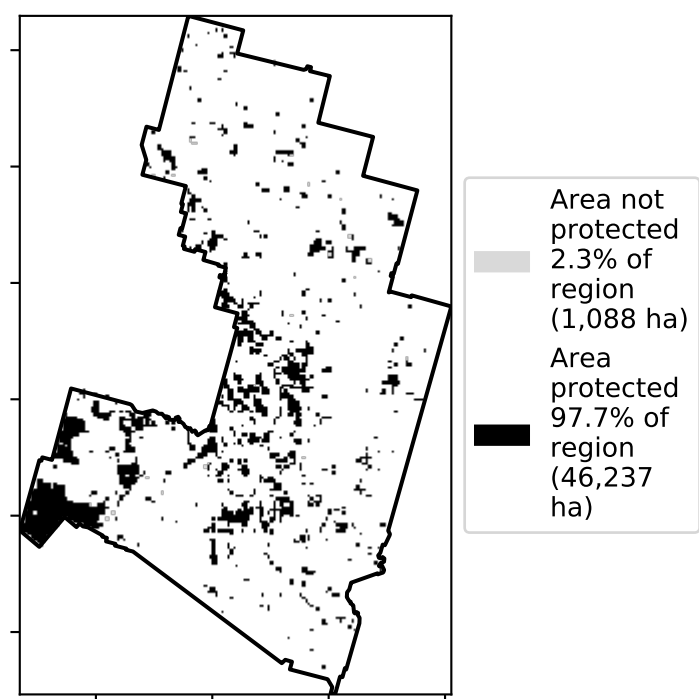 Area not
protected
2.3% of
region
(1,088 ha)
Area
protected
97.7% of
region
(46,237
ha)